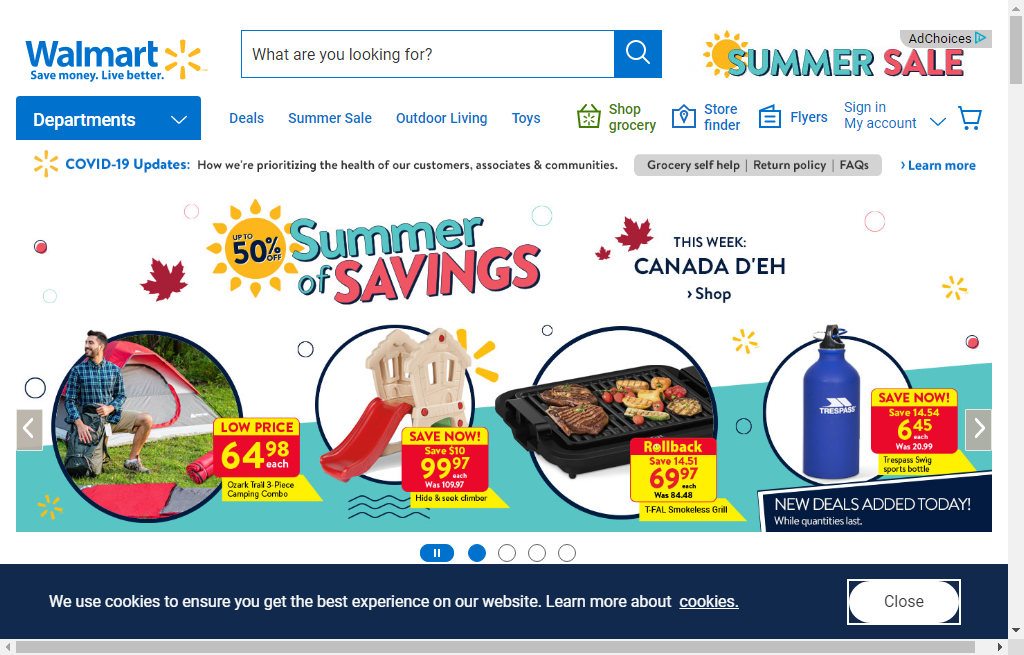 Walmart
Save money. Live better.
What are you looking for?
AdChoices
SUMMER SALE
Departments
Deals
Summer Sale
Outdoor Living
Toys
Shop
grocery
Store
finder
Flyers
Sign in
My account
COVID-19 Updates: How we're prioritizing the health of our customers, associates & communities.
Grocery self help | Return policy | FAQs
› Learn more
UP TO
50%
OFF
Summer
of SAVINGS
THIS WEEK:
CANADA D'EH
› Shop
LOW PRICE
64 98
each
Ozark Trail 3-Piece
Camping Combo
SAVE NOW!
Save $10
99 97
each
Was 109.97
Hide & seek climber
Rollback
Save 14.51
69 97
each
Was 84.48
T-FAL Smokeless Grill
TRESPASS
SAVE NOW!
Save 14.54
6 45
each
Was 20.99
Trespass Swig
sports bottle
NEW DEALS ADDED TODAY!
While quantities last.
We use cookies to ensure you get the best experience on our website. Learn more about cookies.
Close